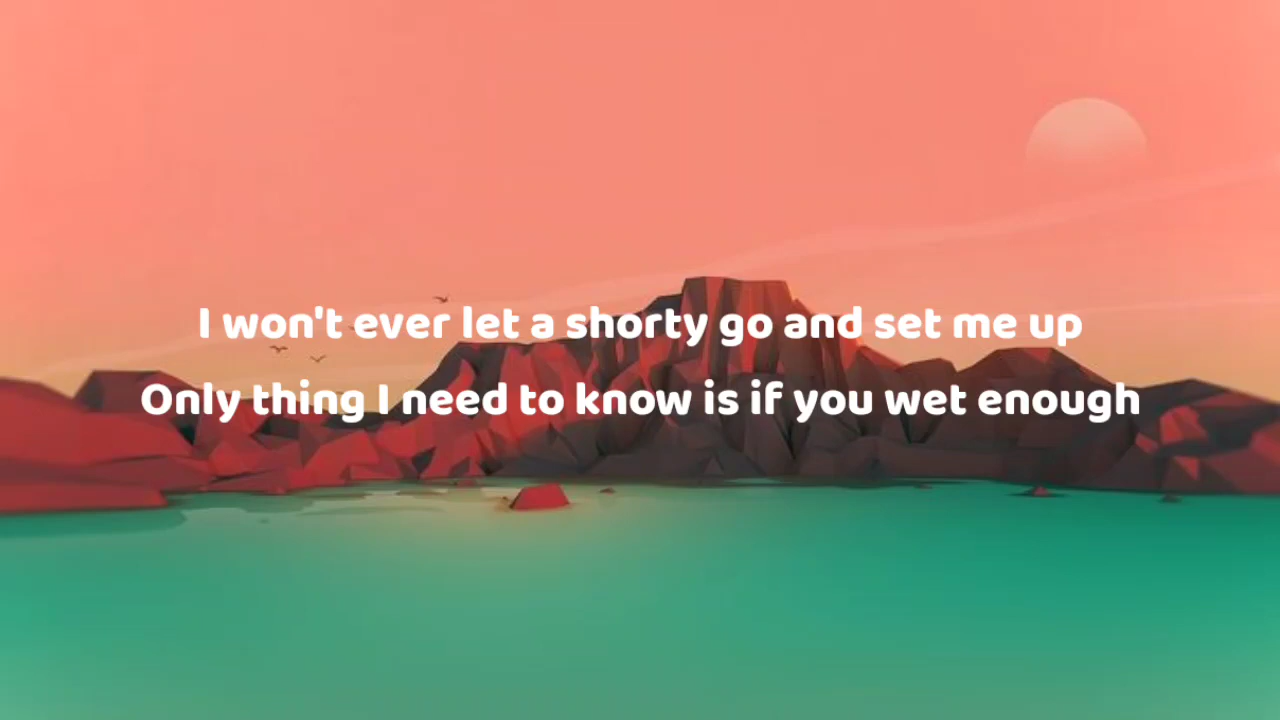 I won't ever let a shorty go and set me up
Only thing I need to know is if you wet enough